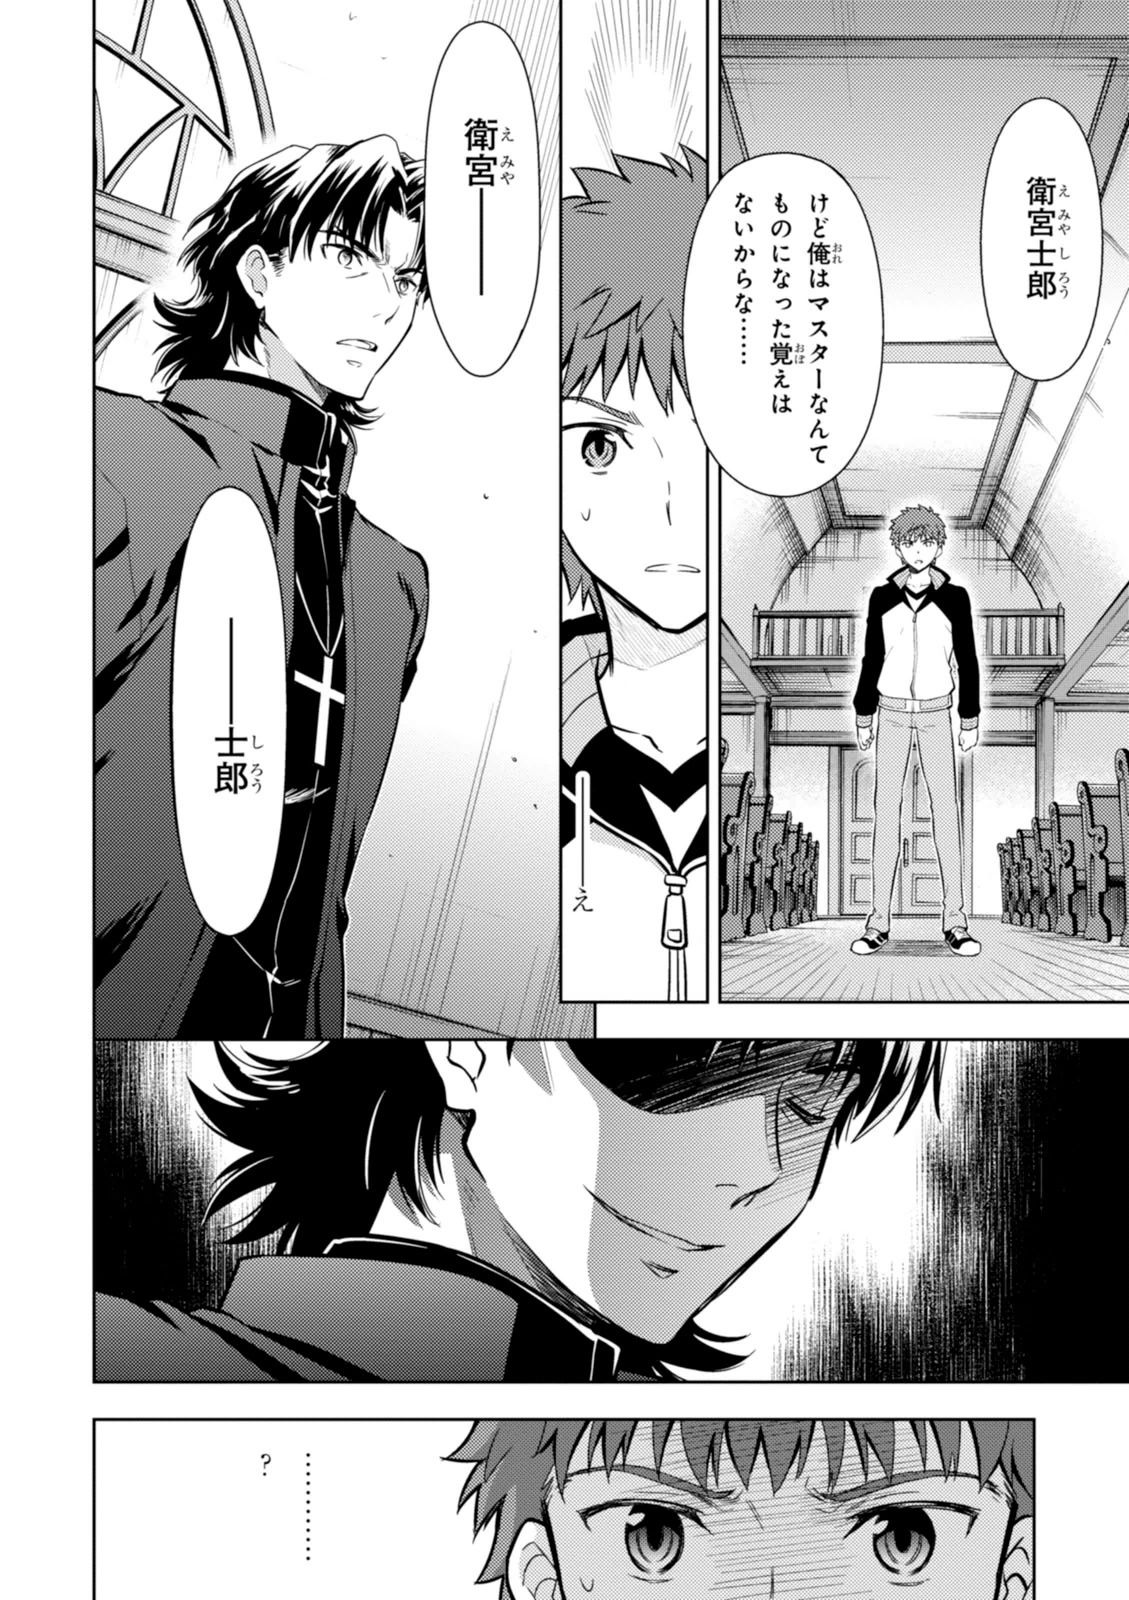 衛宮士郎
けど俺はマスターなんて
ものになった覚えは
ないからな……
衛宮――
――え
――士郎
………
?